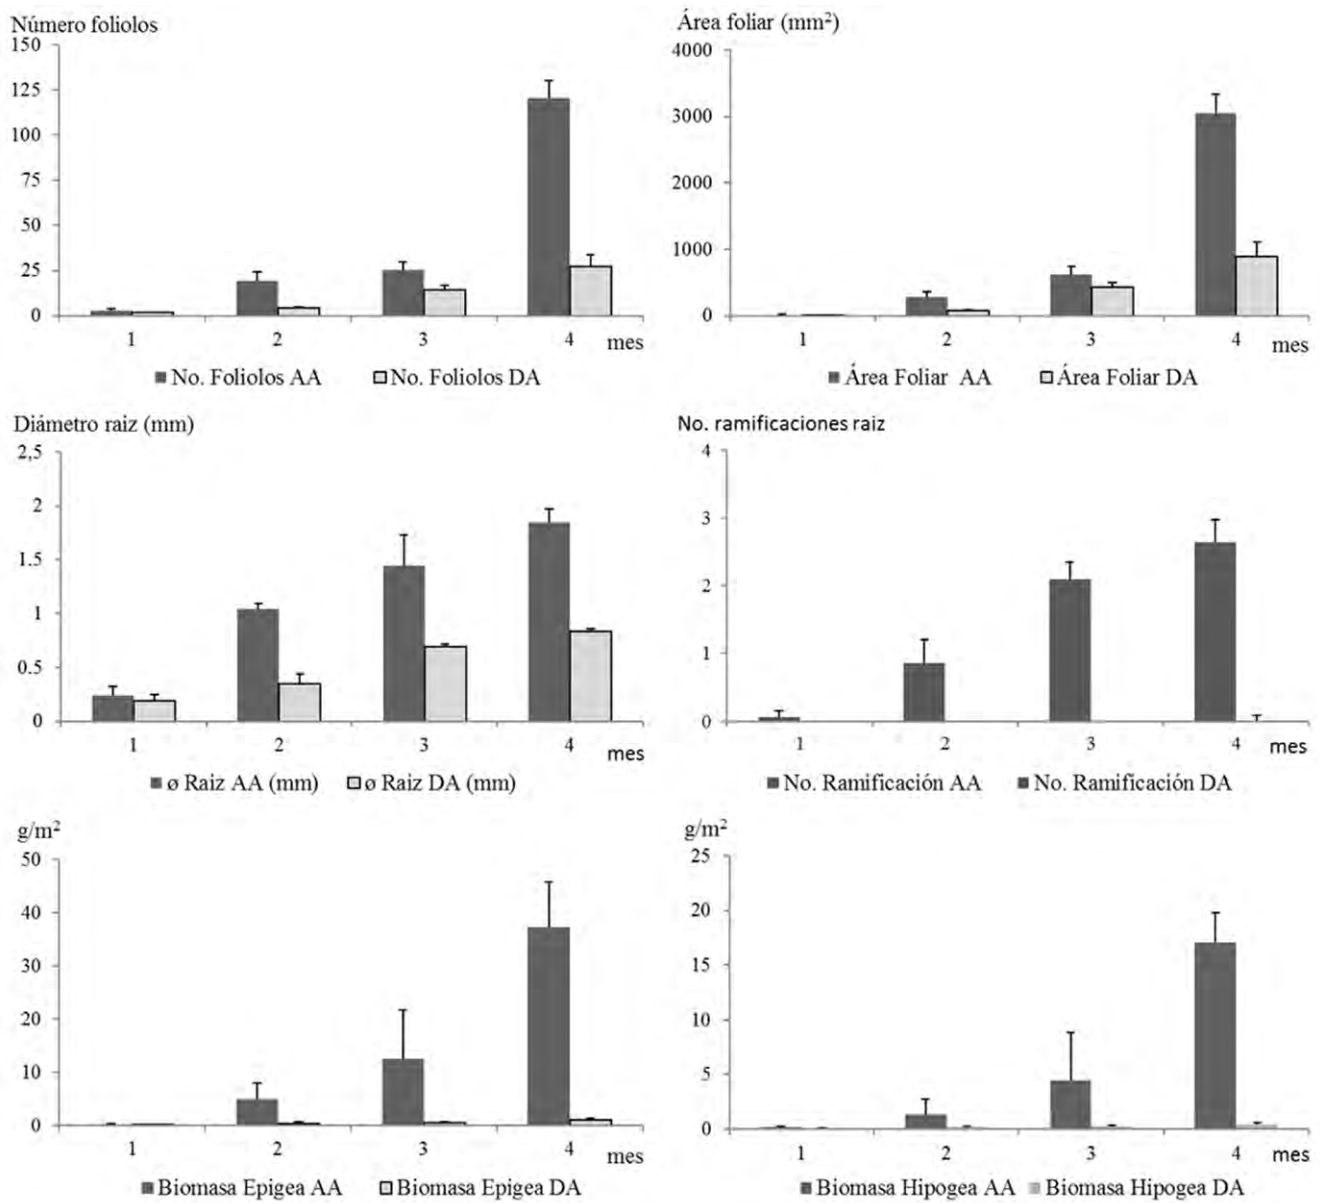 Número foliolos
150
125
100
75
50
25
0
1 2 3 4 mes
No. Foliolos AA No. Foliolos DA
Área foliar (mm²)
4000
3000
2000
1000
0
1 2 3 4 mes
Área Foliar AA Área Foliar DA
Diámetro raiz (mm)
2,5
2
1.5
1
0.5
0
1 2 3 4 mes
ø Raiz AA (mm) ø Raiz DA (mm)
No. ramificaciones raiz
4
3
2
1
0
1 2 3 4 mes
No. Ramificación AA No. Ramificación DA
g/m²
50
40
30
20
10
0
1 2 3 4 mes
Biomasa Epigea AA Biomasa Epigea DA
g/m²
25
20
15
10
5
0
1 2 3 4 mes
Biomasa Hipogea AA Biomasa Hipogea DA